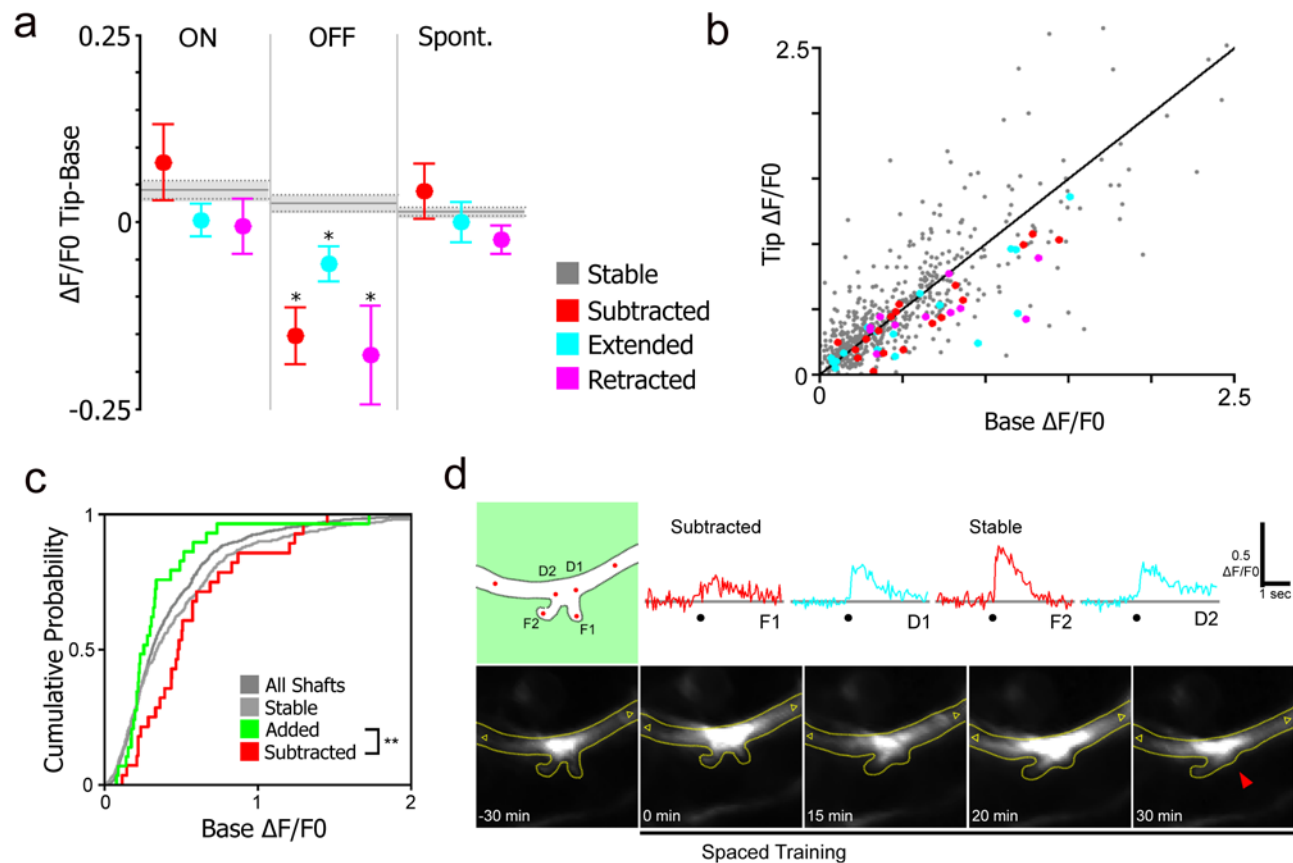 a
0.25
0
-0.25
ΔF/F0 Tip-Base
ON
OFF
Spont.
*
*
*
Stable
Subtracted
Extended
Retracted
b
2.5
0
Tip ΔF/F0
0
2.5
Base ΔF/F0
c
1
0.5
0
Cumulative Probability
All Shafts
Stable
Added
Subtracted
**
0
1
2
Base ΔF/F0
d
D2
D1
F2
F1
Subtracted
Stable
F1
D1
F2
D2
0.5
ΔF/F0
1 sec
-30 min
0 min
15 min
20 min
30 min
Spaced Training